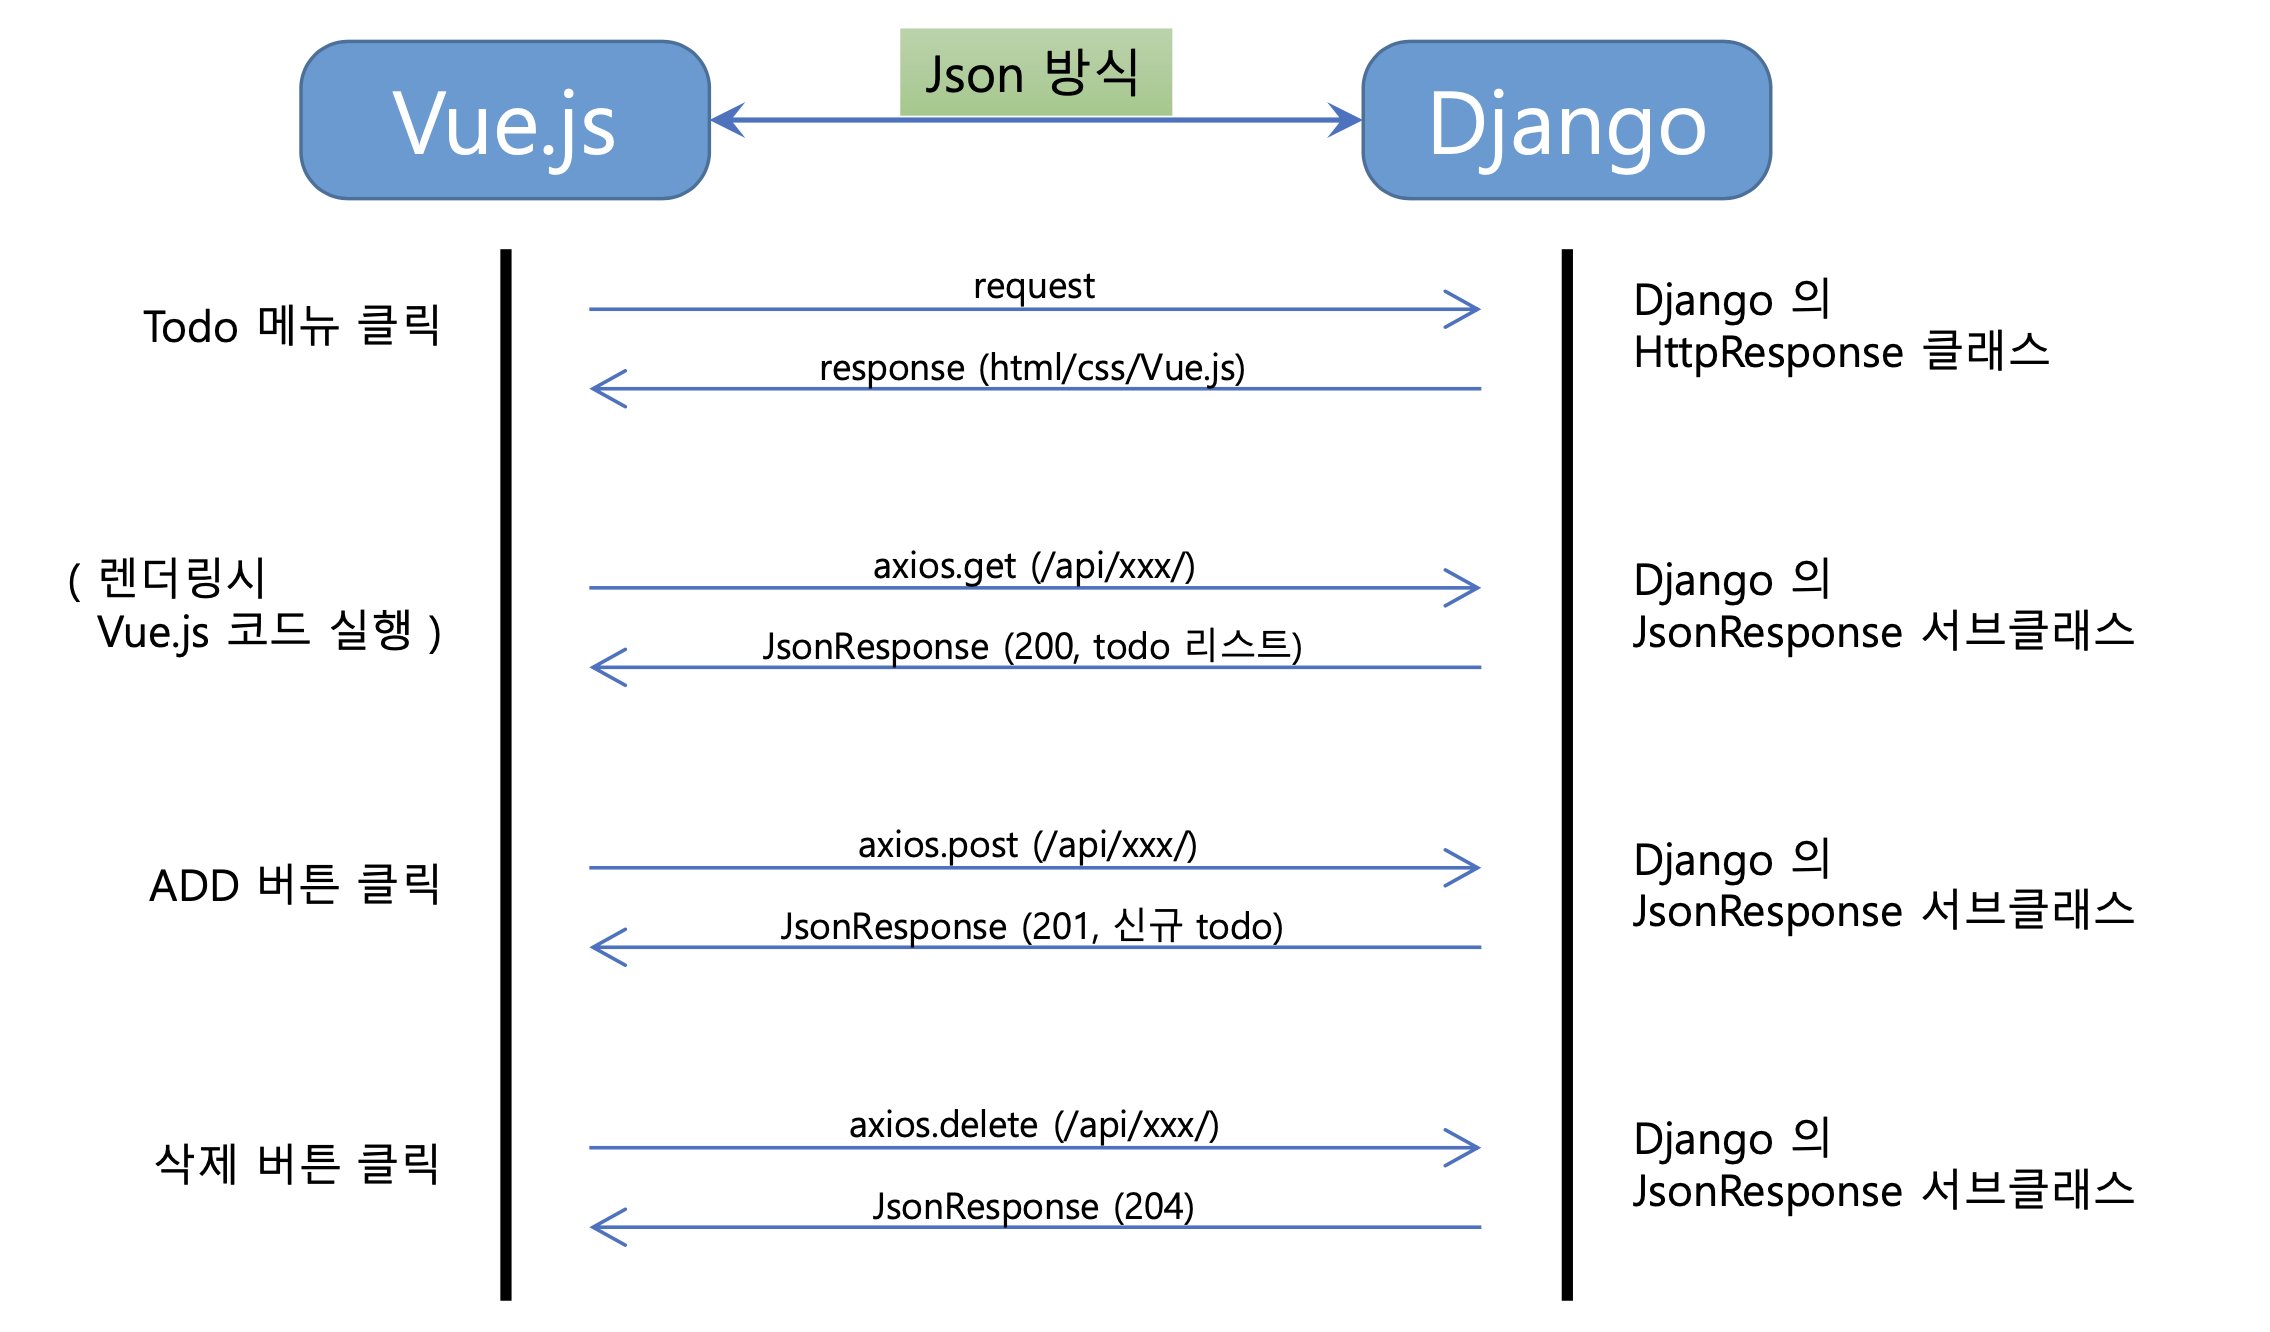 Vue.js
Json 방식
Django
Todo 메뉴 클릭
request
response (html/css/Vue.js)
Django 의
HttpResponse 클래스
( 렌더링시
Vue.js 코드 실행 )
axios.get (/api/xxx/)
JsonResponse (200, todo 리스트)
Django 의
JsonResponse 서브클래스
ADD 버튼 클릭
axios.post (/api/xxx/)
JsonResponse (201, 신규 todo)
Django 의
JsonResponse 서브클래스
삭제 버튼 클릭
axios.delete (/api/xxx/)
JsonResponse (204)
Django 의
JsonResponse 서브클래스